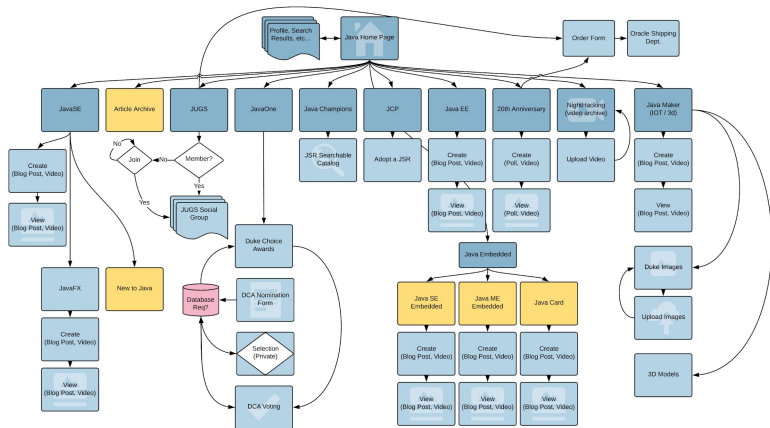 Profile, Search
Results, etc...
Java Home Page
Order Form
Oracle Shipping
Dept.
JavaSE
Article Archive
JUGS
JavaOne
Java Champions
JCP
Java EE
20th Anniversary
NightHacking
(video archive)
Java Maker
(IOT / 3d)
Create
(Blog Post, Video)
No
Join
No
Member?
JSR Searchable
Catalog
Adopt a JSR
Create
(Blog Post, Video)
Create
(Poll, Video)
Upload Video
Create
(Blog Post, Video)
Yes
Yes
View
(Blog Post, Video)
JUGS Social
Group
View
(Blog Post, Video)
View
(Poll, Video)
View
(Blog Post, Video)
Duke Choice
Awards
Java Embedded
JavaFX
New to Java
Database
Req?
DCA Nomination
Form
Duke Images
Java SE
Embedded
Java ME
Embedded
Java Card
Upload Images
Create
(Blog Post, Video)
Selection
(Private)
Create
(Blog Post, Video)
Create
(Blog Post, Video)
Create
(Blog Post, Video)
View
(Blog Post, Video)
3D Models
DCA Voting
View
(Blog Post, Video)
View
(Blog Post, Video)
View
(Blog Post, Video)